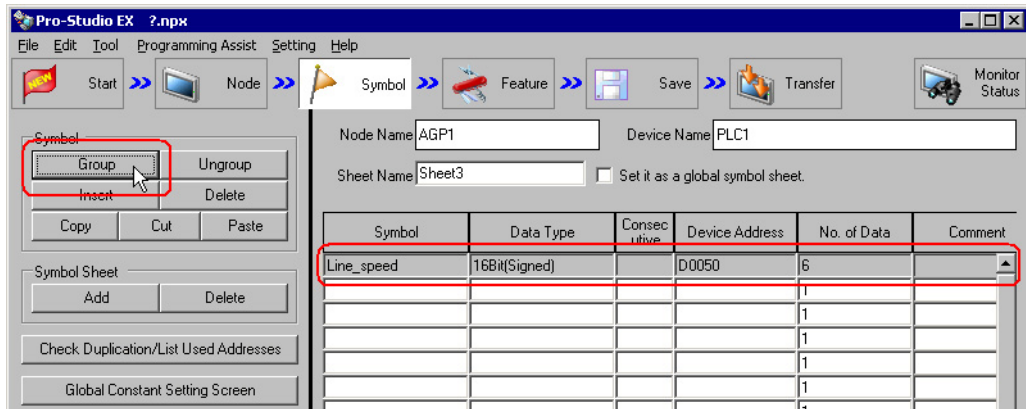 Pro-Studio EX ?.npx
File Edit Tool Programming Assist Setting Help
NEW Start Node Symbol Feature Save Transfer Monitor Status
Symbol
Group Ungroup
Insert Delete
Copy Cut Paste
Symbol Sheet
Add Delete
Check Duplication/List Used Addresses
Global Constant Setting Screen
Node Name AGP1 Device Name PLC1
Sheet Name Sheet3 Set it as a global symbol sheet.
Symbol Data Type Consecutive Device Address No. of Data Comment
Line_speed 16Bit(Signed) D0050 6
1
1
1
1
1
1